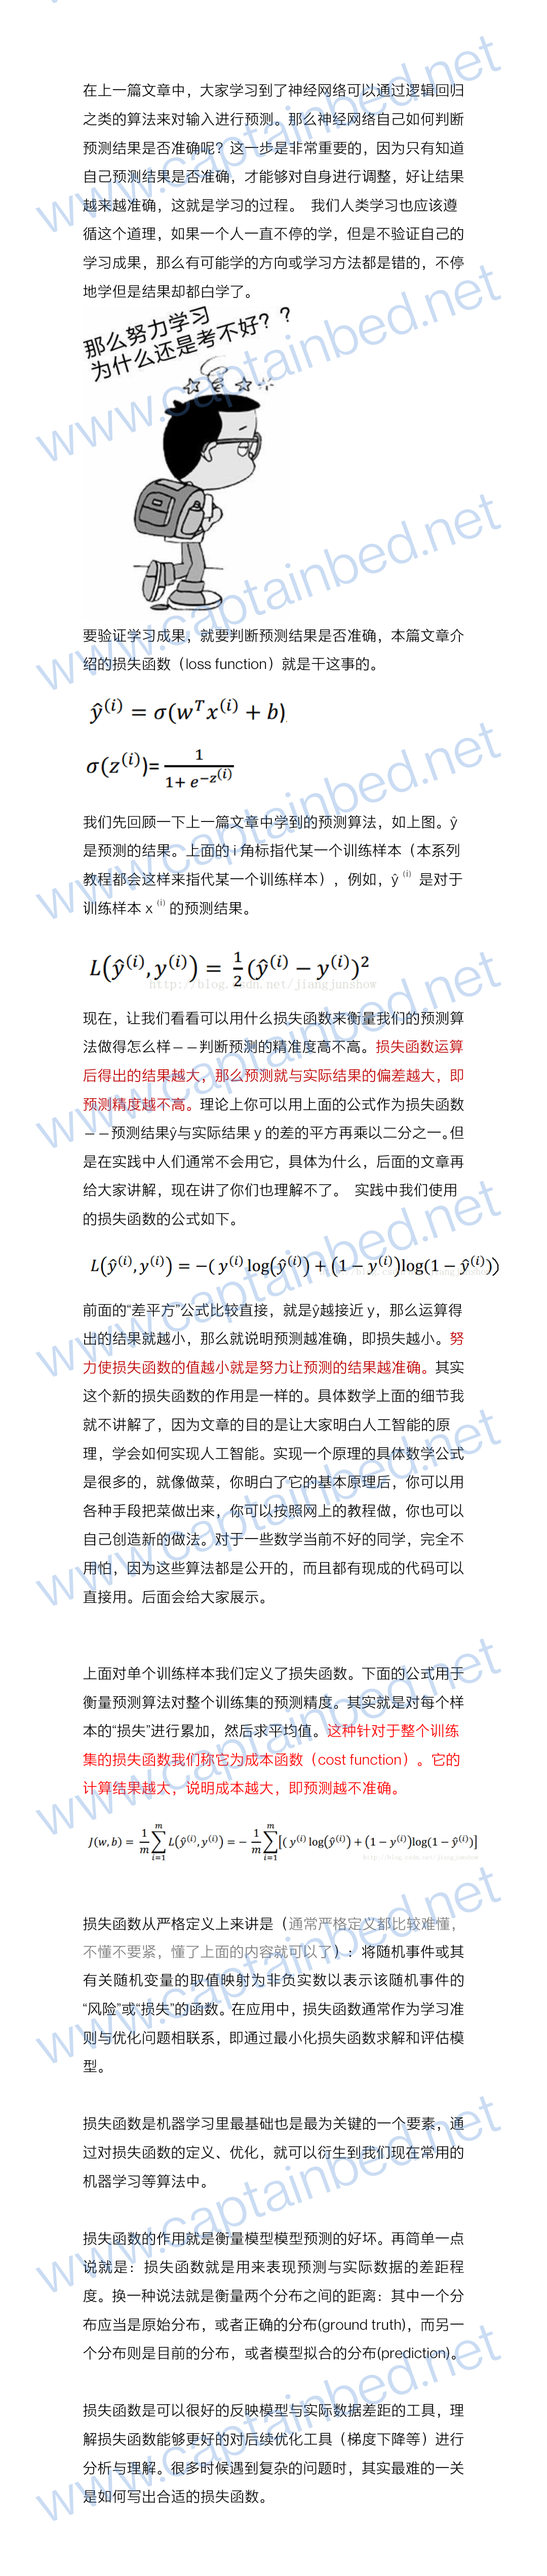 在上一篇文章中，大家学习到了神经网络可以通过逻辑回归
之类的算法来对输入进行预测。那么神经网络自己如何判断
预测结果是否准确呢？这一步是非常重要的，因为只有知道
自己预测结果是否准确，才能够对自身进行调整，好让结果
越来越准确，这就是学习的过程。 我们人类学习也应该遵
循这个道理，如果一个人一直不停的学，但是不验证自己的
学习成果，那么有可能学的方向或学习方法都是错的，不停
地学但是结果却都白学了。
那么努力学习
为什么还是考不好？？
要验证学习成果，就要判断预测结果是否准确，本篇文章介
绍的损失函数（loss function）就是干这事的。
ŷ⁽ⁱ⁾ = σ(wᵀx⁽ⁱ⁾ + b)
σ(z⁽ⁱ⁾)= 1 / (1+ e^(−z⁽ⁱ⁾))
我们先回顾一下上一篇文章中学到的预测算法，如上图。ŷ
是预测的结果。上面的 i 角标指代某一个训练样本（本系列
教程都会这样来指代某一个训练样本），例如，ŷ ⁽ⁱ⁾ 是对于
训练样本 x ⁽ⁱ⁾ 的预测结果。
L(ŷ⁽ⁱ⁾, y⁽ⁱ⁾) = 1/2 (ŷ⁽ⁱ⁾ − y⁽ⁱ⁾)²
http://blog.csdn.net/jiangjunshow
现在，让我们看看可以用什么损失函数来衡量我们的预测算
法做得怎么样——判断预测的精准度高不高。损失函数运算
后得出的结果越大，那么预测就与实际结果的偏差越大，即
预测精度越不高。理论上你可以用上面的公式作为损失函数
——预测结果ŷ与实际结果 y 的差的平方再乘以二分之一。但
是在实践中人们通常不会用它，具体为什么，后面的文章再
给大家讲解，现在讲了你们也理解不了。 实践中我们使用
的损失函数的公式如下。
L(ŷ⁽ⁱ⁾, y⁽ⁱ⁾) = −( y⁽ⁱ⁾ log(ŷ⁽ⁱ⁾) + (1 − y⁽ⁱ⁾)log(1 − ŷ⁽ⁱ⁾))
前面的“差平方”公式比较直接，就是ŷ越接近 y，那么运算得
出的结果就越小，那么就说明预测越准确，即损失越小。努
力使损失函数的值越小就是努力让预测的结果越准确。其实
这个新的损失函数的作用是一样的。具体数学上面的细节我
就不讲解了，因为文章的目的是让大家明白人工智能的原
理，学会如何实现人工智能。实现一个原理的具体数学公式
是很多的，就像做菜，你明白了它的基本原理后，你可以用
各种手段把菜做出来，你可以按照网上的教程做，你也可以
自己创造新的做法。对于一些数学当前不好的同学，完全不
用怕，因为这些算法都是公开的，而且都有现成的代码可以
直接用。后面会给大家展示。
上面对单个训练样本我们定义了损失函数。下面的公式用于
衡量预测算法对整个训练集的预测精度。其实就是对每个样
本的“损失”进行累加，然后求平均值。这种针对于整个训练
集的损失函数我们称它为成本函数（cost function）。它的
计算结果越大，说明成本越大，即预测越不准确。
J(w, b) = 1/m ∑ᵢ₌₁ᵐ L(ŷ⁽ⁱ⁾, y⁽ⁱ⁾) = − 1/m ∑ᵢ₌₁ᵐ [( y⁽ⁱ⁾ log(ŷ⁽ⁱ⁾) + (1 − y⁽ⁱ⁾)log(1 − ŷ⁽ⁱ⁾)]
http://blog.csdn.net/jiangjunshow
损失函数从严格定义上来讲是（通常严格定义都比较难懂，
不懂不要紧，懂了上面的内容就可以了）：将随机事件或其
有关随机变量的取值映射为非负实数以表示该随机事件的
“风险”或“损失”的函数。在应用中，损失函数通常作为学习准
则与优化问题相联系，即通过最小化损失函数求解和评估模
型。
损失函数是机器学习里最基础也是最为关键的一个要素，通
过对损失函数的定义、优化，就可以衍生到我们现在常用的
机器学习等算法中。
损失函数的作用就是衡量模型模型预测的好坏。再简单一点
说就是：损失函数就是用来表现预测与实际数据的差距程
度。换一种说法就是衡量两个分布之间的距离：其中一个分
布应当是原始分布，或者正确的分布(ground truth)，而另一
个分布则是目前的分布，或者模型拟合的分布(prediction)。
损失函数是可以很好的反映模型与实际数据差距的工具，理
解损失函数能够更好的对后续优化工具（梯度下降等）进行
分析与理解。很多时候遇到复杂的问题时，其实最难的一关
是如何写出合适的损失函数。
www.captainbed.net
www.captainbed.net
www.captainbed.net
www.captainbed.net
www.captainbed.net
www.captainbed.net
www.captainbed.net
www.captainbed.net
www.captainbed.net
www.captainbed.net
www.captainbed.net